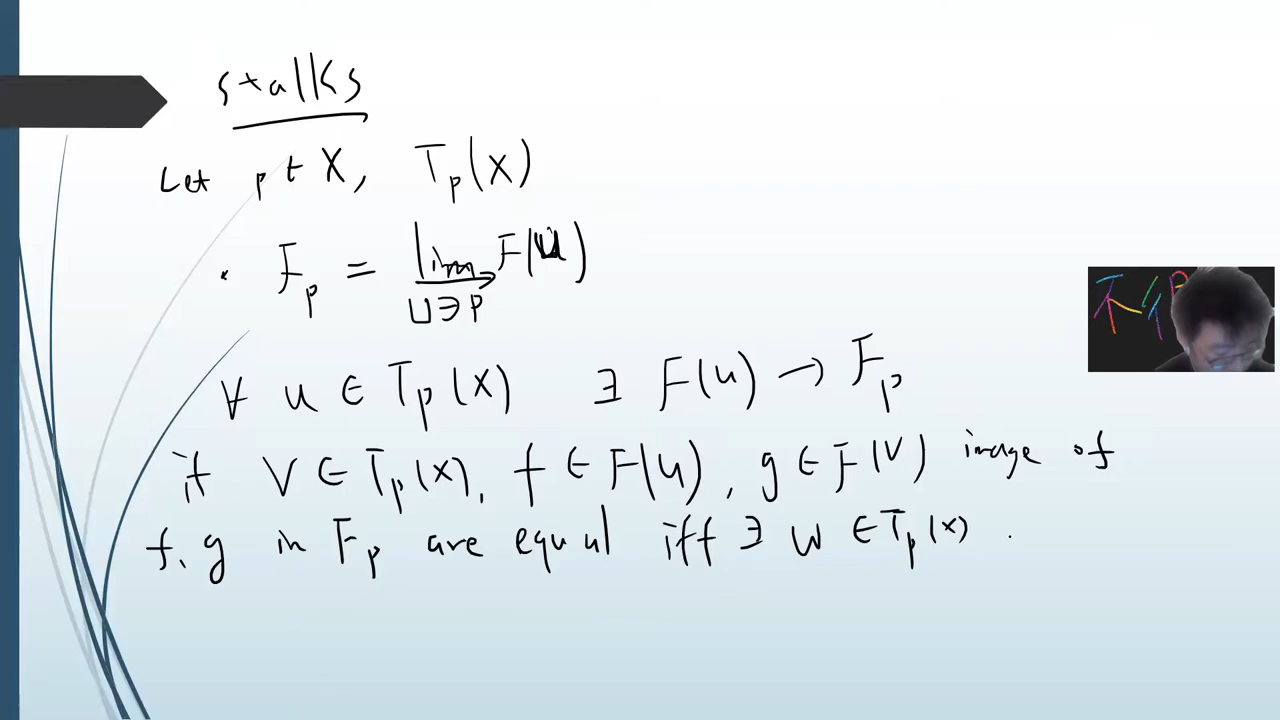 stalks
Let p ∈ X, T_p(X)
• F_p = lim→_{U∋p} F(U)
∀ u ∈ T_p(X) ∃ F(u) → F_p
if V ∈ T_p(X), f ∈ F(u), g ∈ F(V) image of
f, g in F_p are equal iff ∃ W ∈ T_p(X)